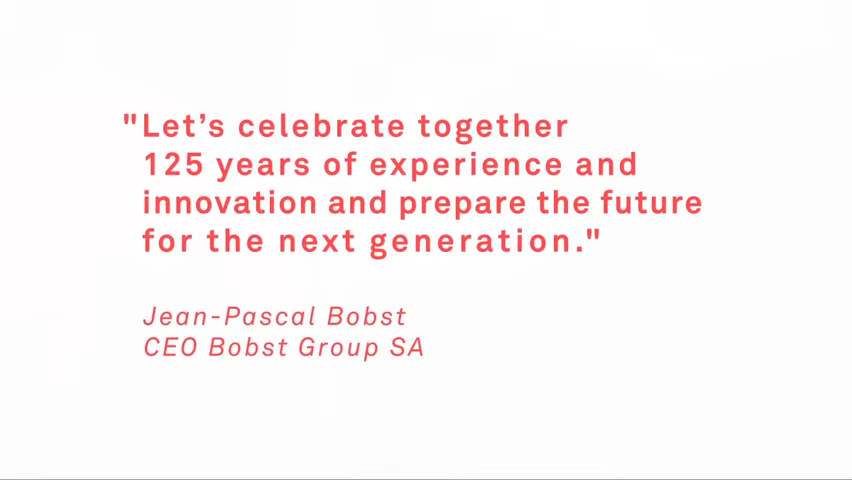 "Let’s celebrate together
125 years of experience and
innovation and prepare the future
for the next generation."
Jean-Pascal Bobst
CEO Bobst Group SA